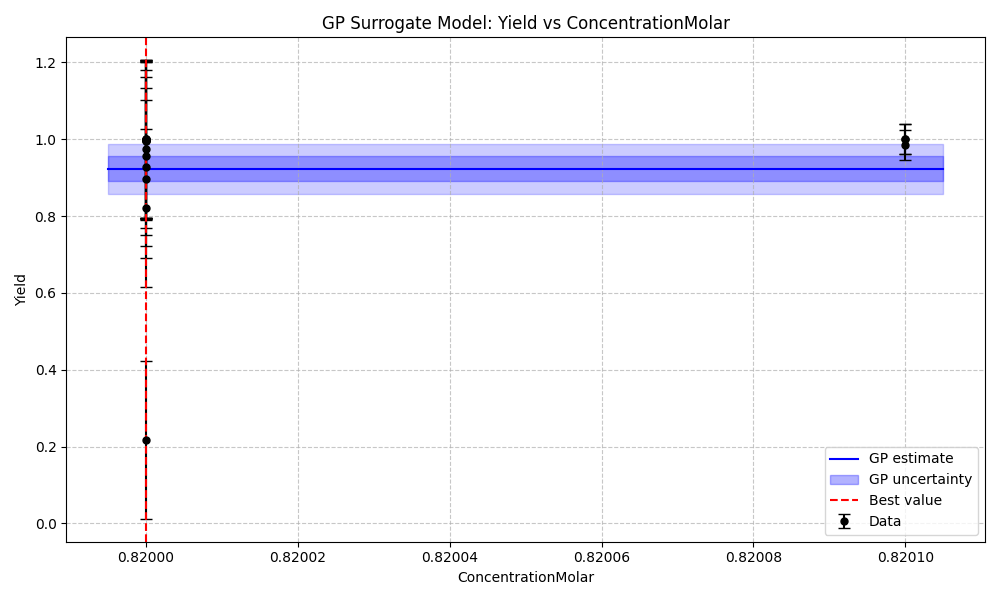 GP Surrogate Model: Yield vs ConcentrationMolar
Yield
1.2
1.0
0.8
0.6
0.4
0.2
0.0
GP estimate
GP uncertainty
Best value
Data
0.82000
0.82002
0.82004
0.82006
0.82008
0.82010
ConcentrationMolar